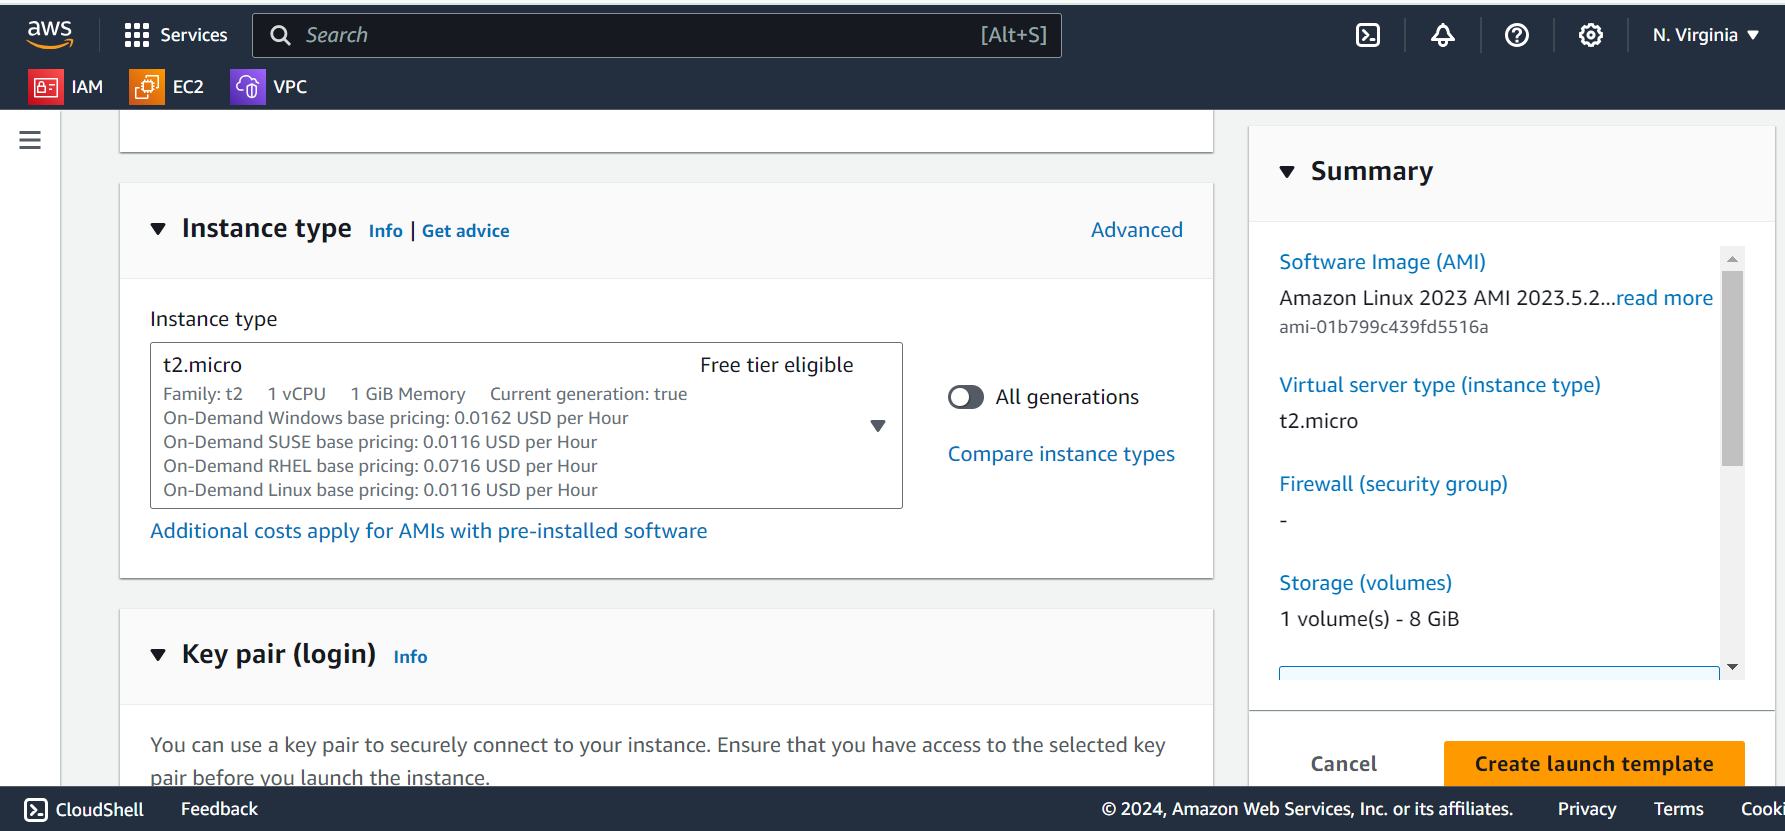 aws
Services
Search [Alt+S]
N. Virginia
IAM
EC2
VPC
Instance type Info | Get advice
Advanced
Instance type
t2.micro Free tier eligible
Family: t2 1 vCPU 1 GiB Memory Current generation: true
On-Demand Windows base pricing: 0.0162 USD per Hour
On-Demand SUSE base pricing: 0.0116 USD per Hour
On-Demand RHEL base pricing: 0.0716 USD per Hour
On-Demand Linux base pricing: 0.0116 USD per Hour
All generations
Compare instance types
Additional costs apply for AMIs with pre-installed software
Key pair (login) Info
You can use a key pair to securely connect to your instance. Ensure that you have access to the selected key
pair before you launch the instance.
Summary
Software Image (AMI)
Amazon Linux 2023 AMI 2023.5.2...read more
ami-01b799c439fd5516a
Virtual server type (instance type)
t2.micro
Firewall (security group)
-
Storage (volumes)
1 volume(s) - 8 GiB
Cancel
Create launch template
CloudShell
Feedback
© 2024, Amazon Web Services, Inc. or its affiliates.
Privacy
Terms
Cooki